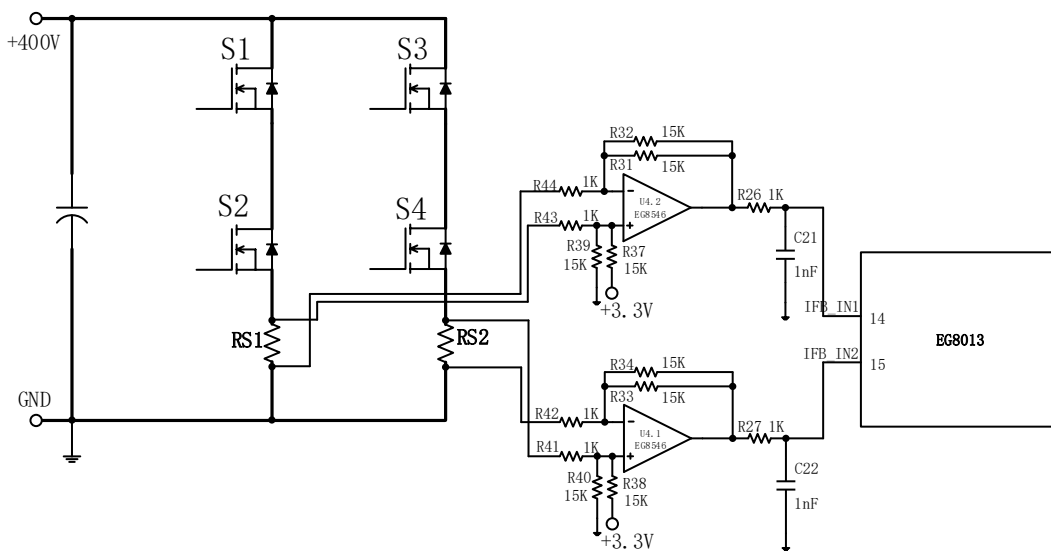 +400V
S1
S3
S2
S4
RS1
RS2
GND
R32
15K
R31
15K
R44
1K
R43
1K
U4.2
EG8546
R39
R37
15K
15K
+3.3V
R26 1K
C21
1nF
IFB_IN1
14
IFB_IN2
15
EG8013
R34
15K
R33
15K
R42
1K
R41
1K
U4.1
EG8546
R40
R38
15K
15K
+3.3V
R27 1K
C22
1nF